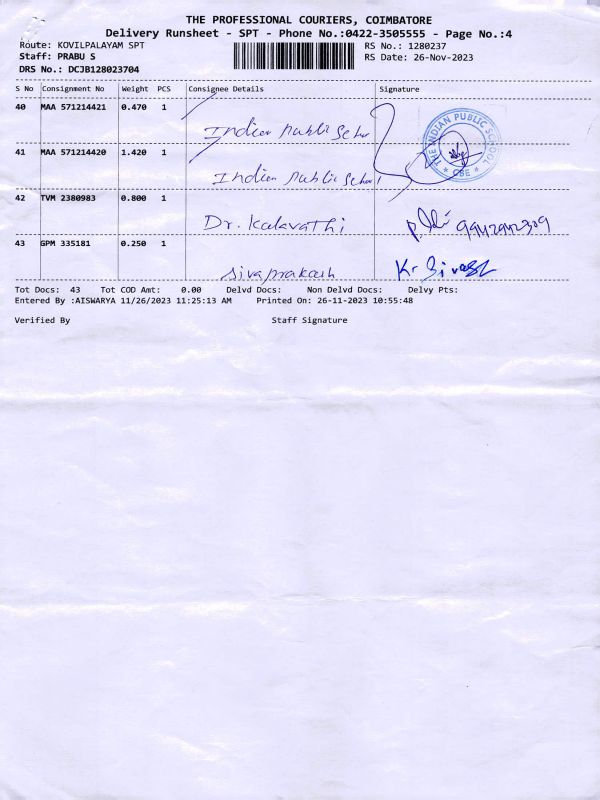 THE PROFESSIONAL COURIERS, COIMBATORE
Delivery Runsheet - SPT - Phone No.:0422-3505555 - Page No.:4
Route: KOVILPALAYAM SPT RS No.: 1280237
Staff: PRABU S RS Date: 26-Nov-2023
DRS No.: DCJB128023704
S No Consignment No Weight PCS Consignee Details Signature
40 MAA 571214421 0.470 1
Indian Public School
THE INDIAN PUBLIC SCHOOL
* CBE *
41 MAA 571214420 1.420 1
Indian Public School
42 TVM 2380983 0.800 1
Dr. Kalavathi
43 GPM 335181 0.250 1
Sivaprakash
Tot Docs: 43 Tot COD Amt: 0.00 Delvd Docs: Non Delvd Docs: Delvy Pts:
Entered By :AISWARYA 11/26/2023 11:25:13 AM Printed On: 26-11-2023 10:55:48
Verified By Staff Signature